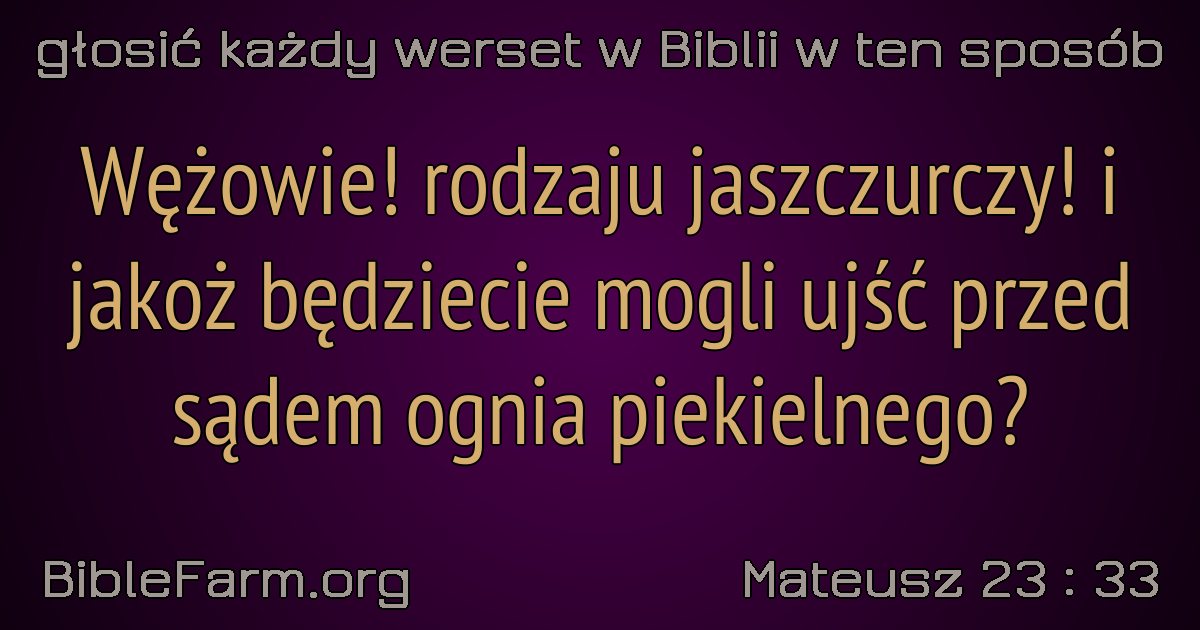 głosić każdy werset w Biblii w ten sposób
Wężowie! rodzaju jaszczurczy! i
jakoż będziecie mogli ujść przed
sądem ognia piekielnego?
BibleFarm.org
Mateusz 23 : 33